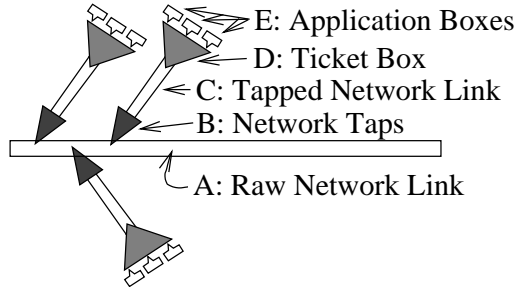 E: Application Boxes
D: Ticket Box
C: Tapped Network Link
B: Network Taps
A: Raw Network Link